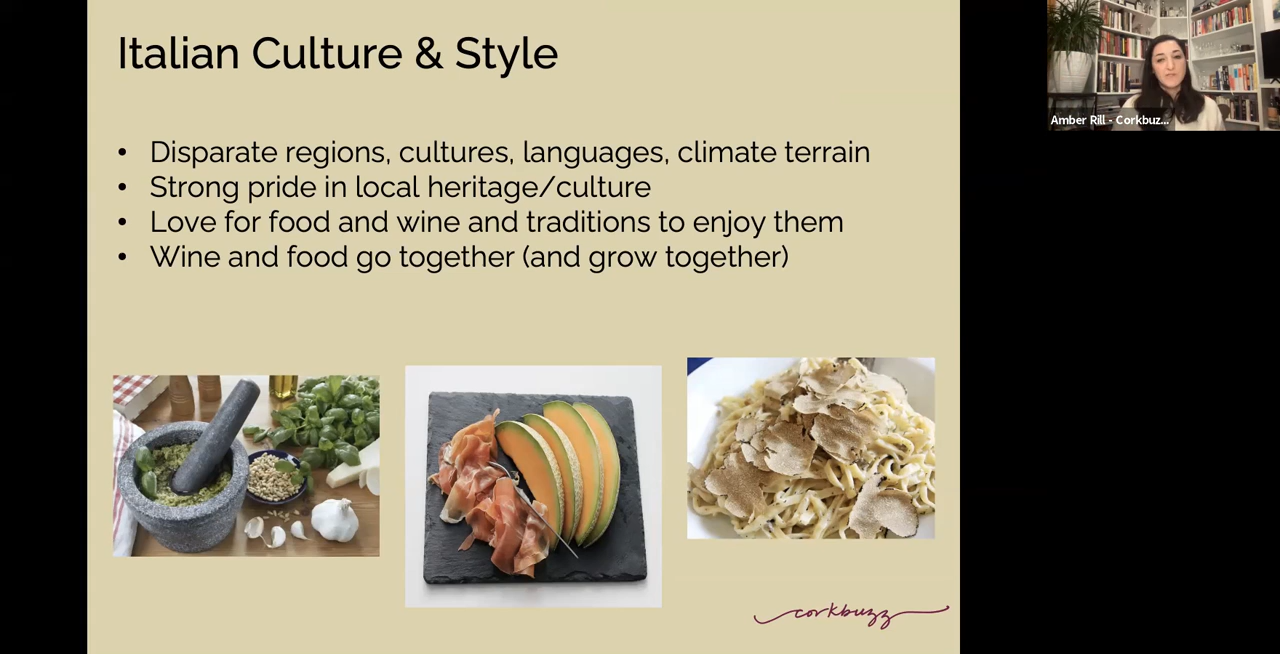 Italian Culture & Style
• Disparate regions, cultures, languages, climate terrain
• Strong pride in local heritage/culture
• Love for food and wine and traditions to enjoy them
• Wine and food go together (and grow together)
corkbuzz
Amber Rill - Corkbuz...